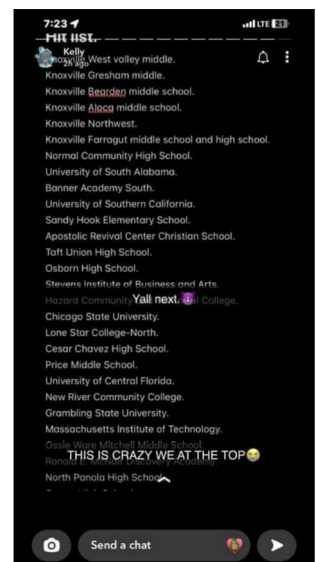 7:23
LTE 21
Hit list.
Kelly
2h ago
Knoxville West valley middle.
Knoxville Gresham middle.
Knoxville Bearden middle school.
Knoxville Aloca middle school.
Knoxville Northwest.
Knoxville Farragut middle school and high school.
Normal Community High School.
University of South Alabama.
Banner Academy South.
University of Southern California.
Sandy Hook Elementary School.
Apostolic Revival Center Christian School.
Taft Union High School.
Osborn High School.
Stevens Institute of Business and Arts.
Hazard Community College.
Yall next.😈
Chicago State University.
Lone Star College-North.
Cesar Chavez High School.
Price Middle School.
University of Central Florida.
New River Community College.
Grambling State University.
Massachusetts Institute of Technology.
Ossie Ware Mitchell Middle School.
THIS IS CRAZY WE AT THE TOP😂
Ronald E. McNair Discovery Academy.
North Panola High School
Send a chat